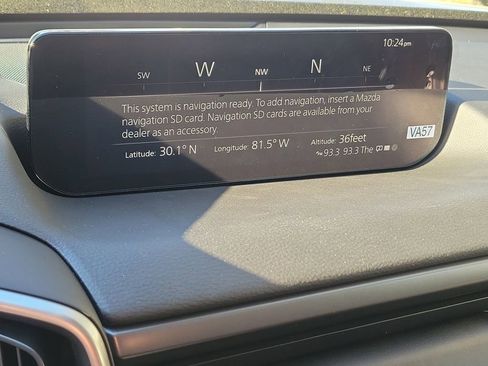 10:24pm
SW W NW N NE
This system is navigation ready. To add navigation, insert a Mazda
navigation SD card. Navigation SD cards are available from your
dealer as an accessory.
Latitude: 30.1° N Longitude: 81.5° W Altitude: 36feet
93.3 93.3 The
VA57